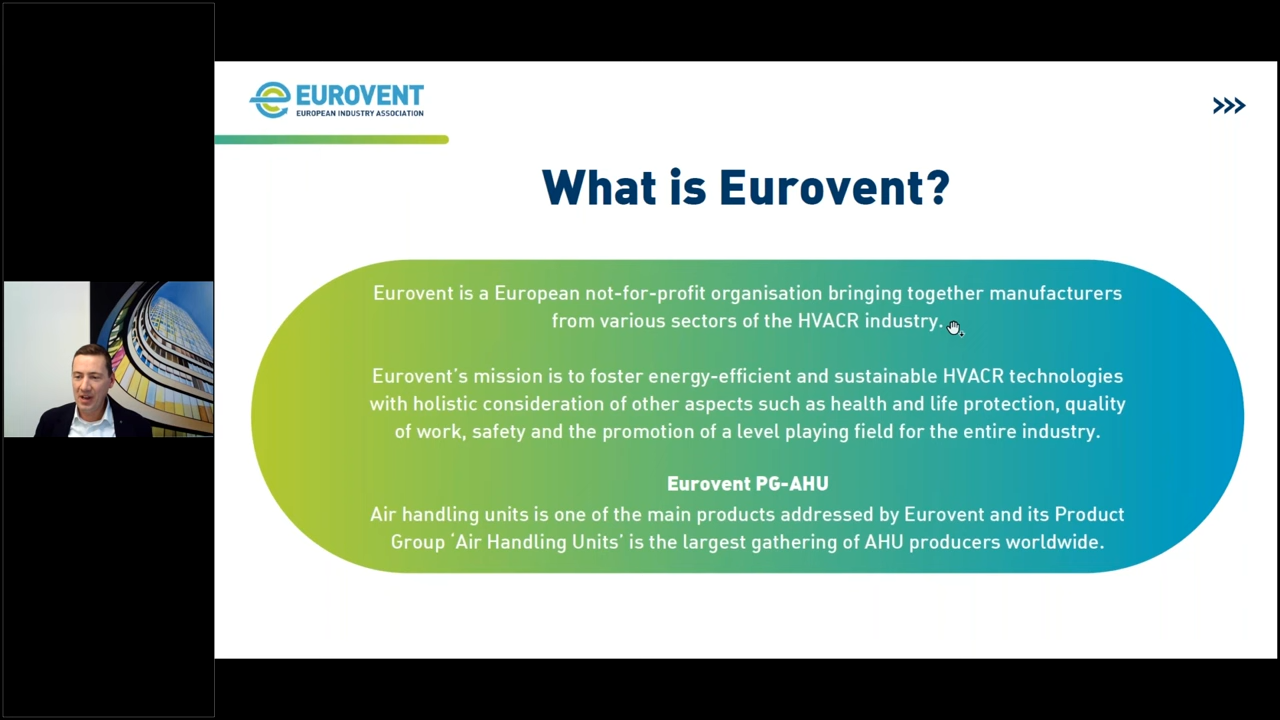 EUROVENT
EUROPEAN INDUSTRY ASSOCIATION
What is Eurovent?
Eurovent is a European not-for-profit organisation bringing together manufacturers
from various sectors of the HVACR industry.
Eurovent's mission is to foster energy-efficient and sustainable HVACR technologies
with holistic consideration of other aspects such as health and life protection, quality
of work, safety and the promotion of a level playing field for the entire industry.
Eurovent PG-AHU
Air handling units is one of the main products addressed by Eurovent and its Product
Group ‘Air Handling Units’ is the largest gathering of AHU producers worldwide.